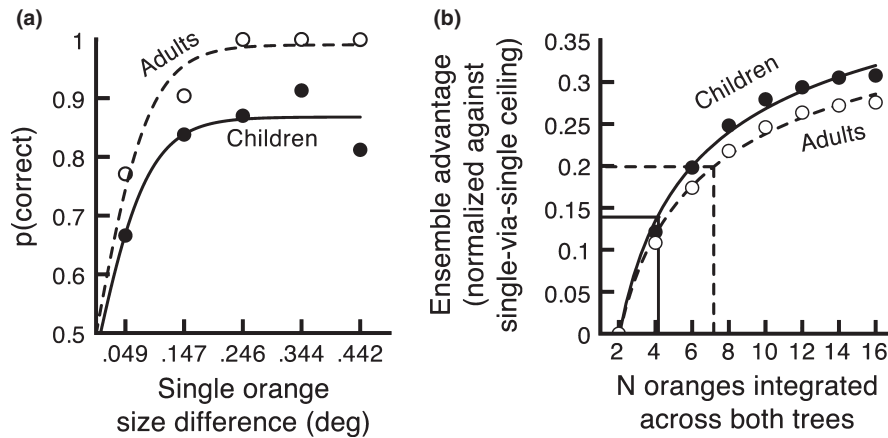 (a)
p(correct)
1
0.9
0.8
0.7
0.6
0.5
Adults
Children
.049 .147 .246 .344 .442
Single orange
size difference (deg)
(b)
Ensemble advantage
(normalized against
single-via-single ceiling)
0.35
0.3
0.25
0.2
0.15
0.1
0.05
0
Children
Adults
2 4 6 8 10 12 14 16
N oranges integrated
across both trees